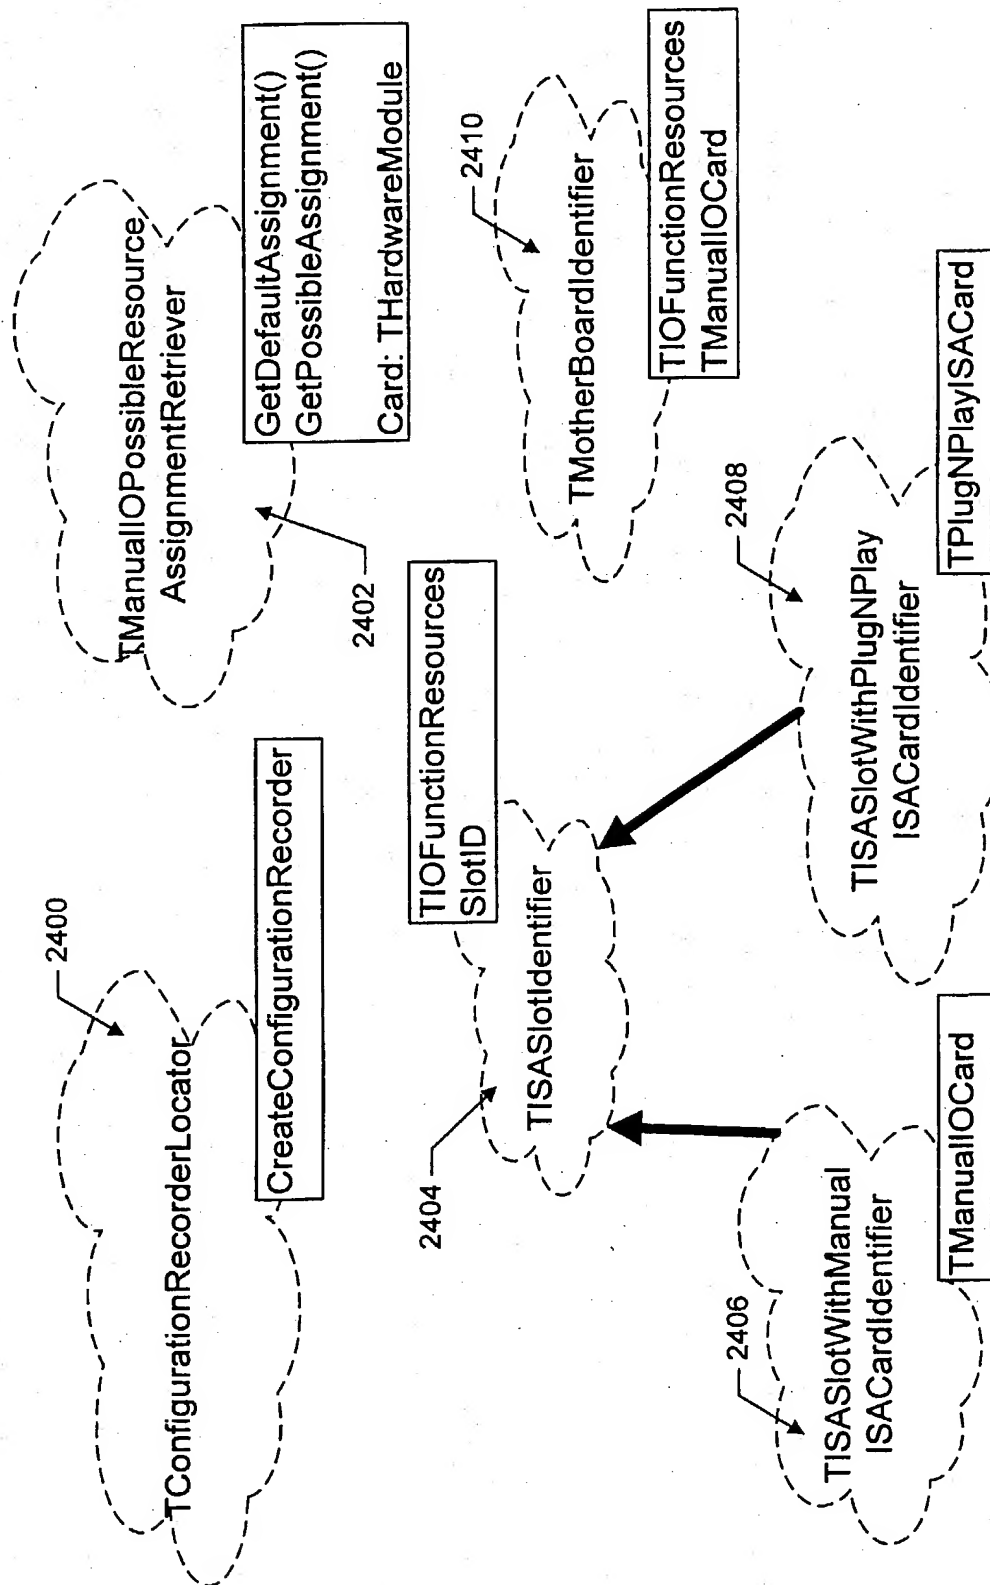 2400
TConfigurationRecorderLocator
CreateConfigurationRecorder
TManualIOPossibleResource
AssignmentRetriever
GetDefaultAssignment()
GetPossibleAssignment()
Card: THardwareModule
2402
2404
TISASlotIdentifier
TIOFunctionResources
SlotID
2410
TMotherBoardIdentifier
TIOFunctionResources
TManualIOCard
2406
TISASlotWithManual
ISACardIdentifier
TManualIOCard
2408
TISASlotWithPlugNPlay
ISACardIdentifier
TPlugNPlayISACard